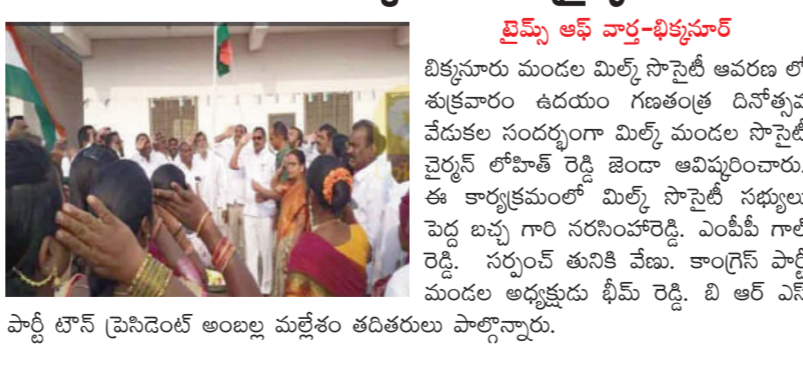 టైమ్స్ ఆఫ్ వార్త-భిక్కనూర్
బిక్కనూరు మండల మిల్క్ సొసైటీ ఆవరణ లో
శుక్రవారం ఉదయం గణతంత్ర దినోత్సవ
వేడుకల సందర్భంగా మిల్క్ మండల సొసైటీ
చైర్మన్ లోహిత్ రెడ్డి జెండా ఆవిష్కరించారు.
ఈ కార్యక్రమంలో మిల్క్ సొసైటీ సభ్యులు
పెద్ద బచ్చ గారి నరసింహారెడ్డి. ఎంపీపీ గాల్
రెడ్డి. సర్పంచ్ తునికి వేణు. కాంగ్రెస్ పార్టీ
మండల అధ్యక్షుడు భీమ్ రెడ్డి. బి ఆర్ ఎస్
పార్టీ టౌన్ ప్రెసిడెంట్ అంబల్ల మల్లేశం తదితరులు పాల్గొన్నారు.